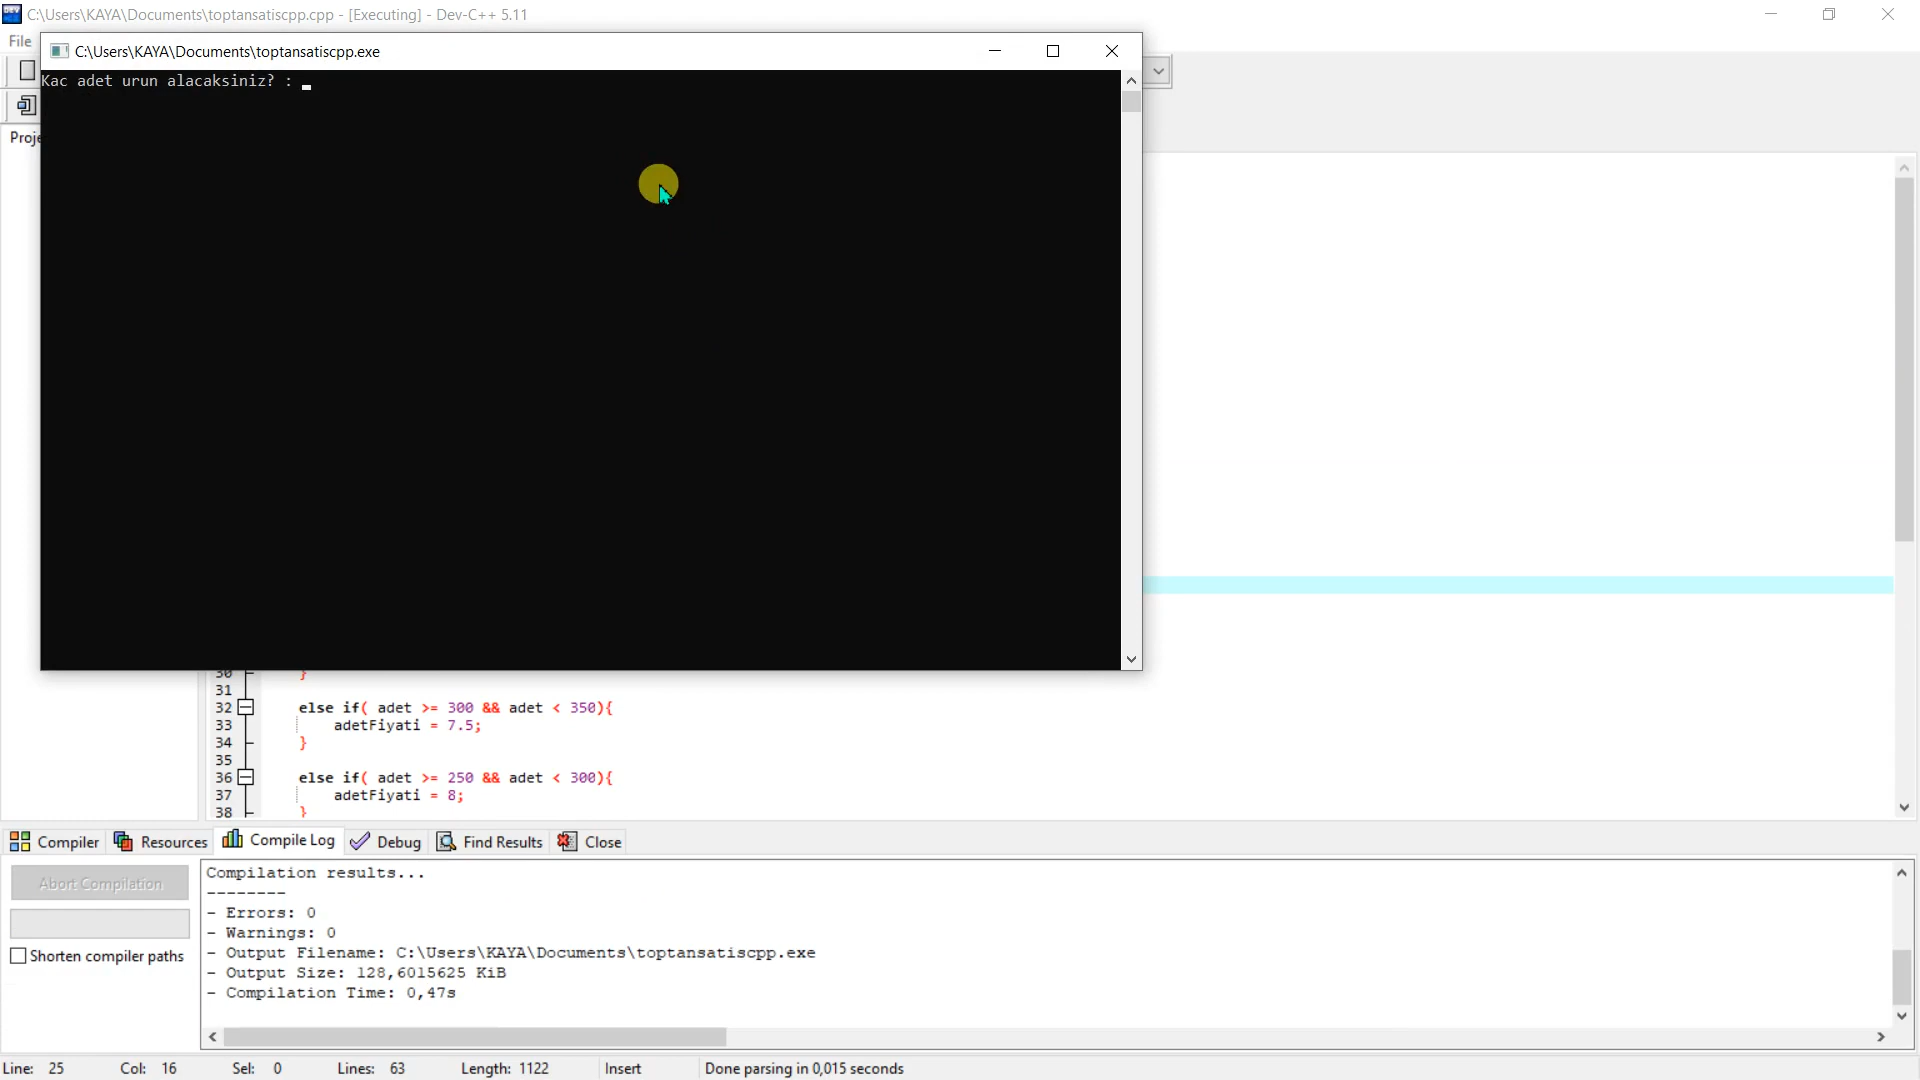 C:\Users\KAYA\Documents\toptansatiscpp.cpp - [Executing] - Dev-C++ 5.11
File
C:\Users\KAYA\Documents\toptansatiscpp.exe
Kac adet urun alacaksiniz? :
Proje
30 }
31
32 else if( adet >= 300 && adet < 350){
33 adetFiyati = 7.5;
34 }
35
36 else if( adet >= 250 && adet < 300){
37 adetFiyati = 8;
38 }
Compiler Resources Compile Log Debug Find Results Close
Abort Compilation
Shorten compiler paths
Compilation results...
--------
- Errors: 0
- Warnings: 0
- Output Filename: C:\Users\KAYA\Documents\toptansatiscpp.exe
- Output Size: 128,6015625 KiB
- Compilation Time: 0,47s
Line: 25 Col: 16 Sel: 0 Lines: 63 Length: 1122 Insert Done parsing in 0,015 seconds